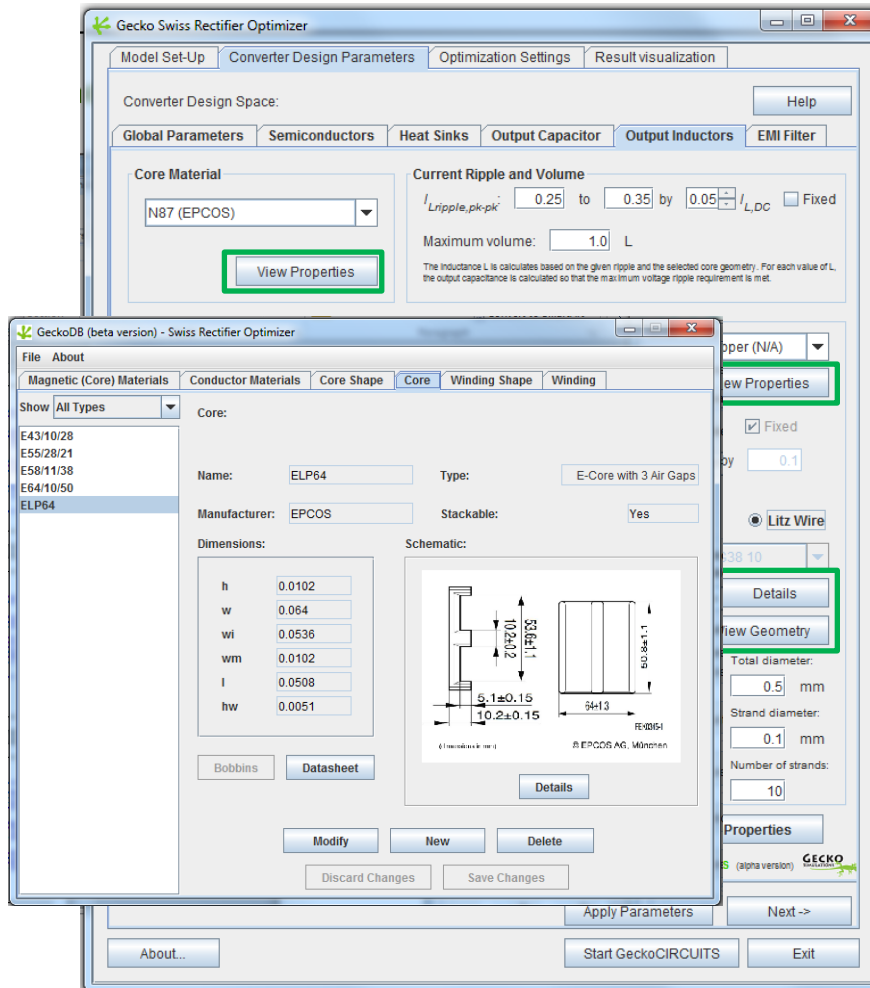 Gecko Swiss Rectifier Optimizer
Model Set-Up Converter Design Parameters Optimization Settings Result visualization
Converter Design Space: Help
Global Parameters Semiconductors Heat Sinks Output Capacitor Output Inductors EMI Filter
Core Material
N87 (EPCOS)
View Properties
Current Ripple and Volume
I Lripple,pk-pk: 0.25 to 0.35 by 0.05 I L,DC Fixed
Maximum volume: 1.0 L
The inductance L is calculates based on the given ripple and the selected core geometry. For each value of L,
the output capacitance is calculated so that the maximum voltage ripple requirement is met.
GeckoDB (beta version) - Swiss Rectifier Optimizer
File About
Magnetic (Core) Materials Conductor Materials Core Shape Core Winding Shape Winding
Show All Types
E43/10/28
E55/28/21
E58/11/38
E64/10/50
ELP64
Core:
Name: ELP64 Type: E-Core with 3 Air Gaps
Manufacturer: EPCOS Stackable: Yes
Dimensions:
h 0.0102
w 0.064
wi 0.0536
wm 0.0102
l 0.0508
hw 0.0051
Schematic:
10.2±0.2
53.6±1.1
50.8±1.1
5.1±0.15
10.2±0.15
64±1.3
(dimensions in mm) © EPCOS AG, München
Details
Bobbins Datasheet
Modify New Delete
Discard Changes Save Changes
pper (N/A)
ew Properties
Fixed
by 0.1
Litz Wire
38 10
Details
View Geometry
Total diameter:
0.5 mm
Strand diameter:
0.1 mm
Number of strands:
10
Properties
s (alpha version) GECKO
SIMULATIONS
Apply Parameters Next ->
About... Start GeckoCIRCUITS Exit